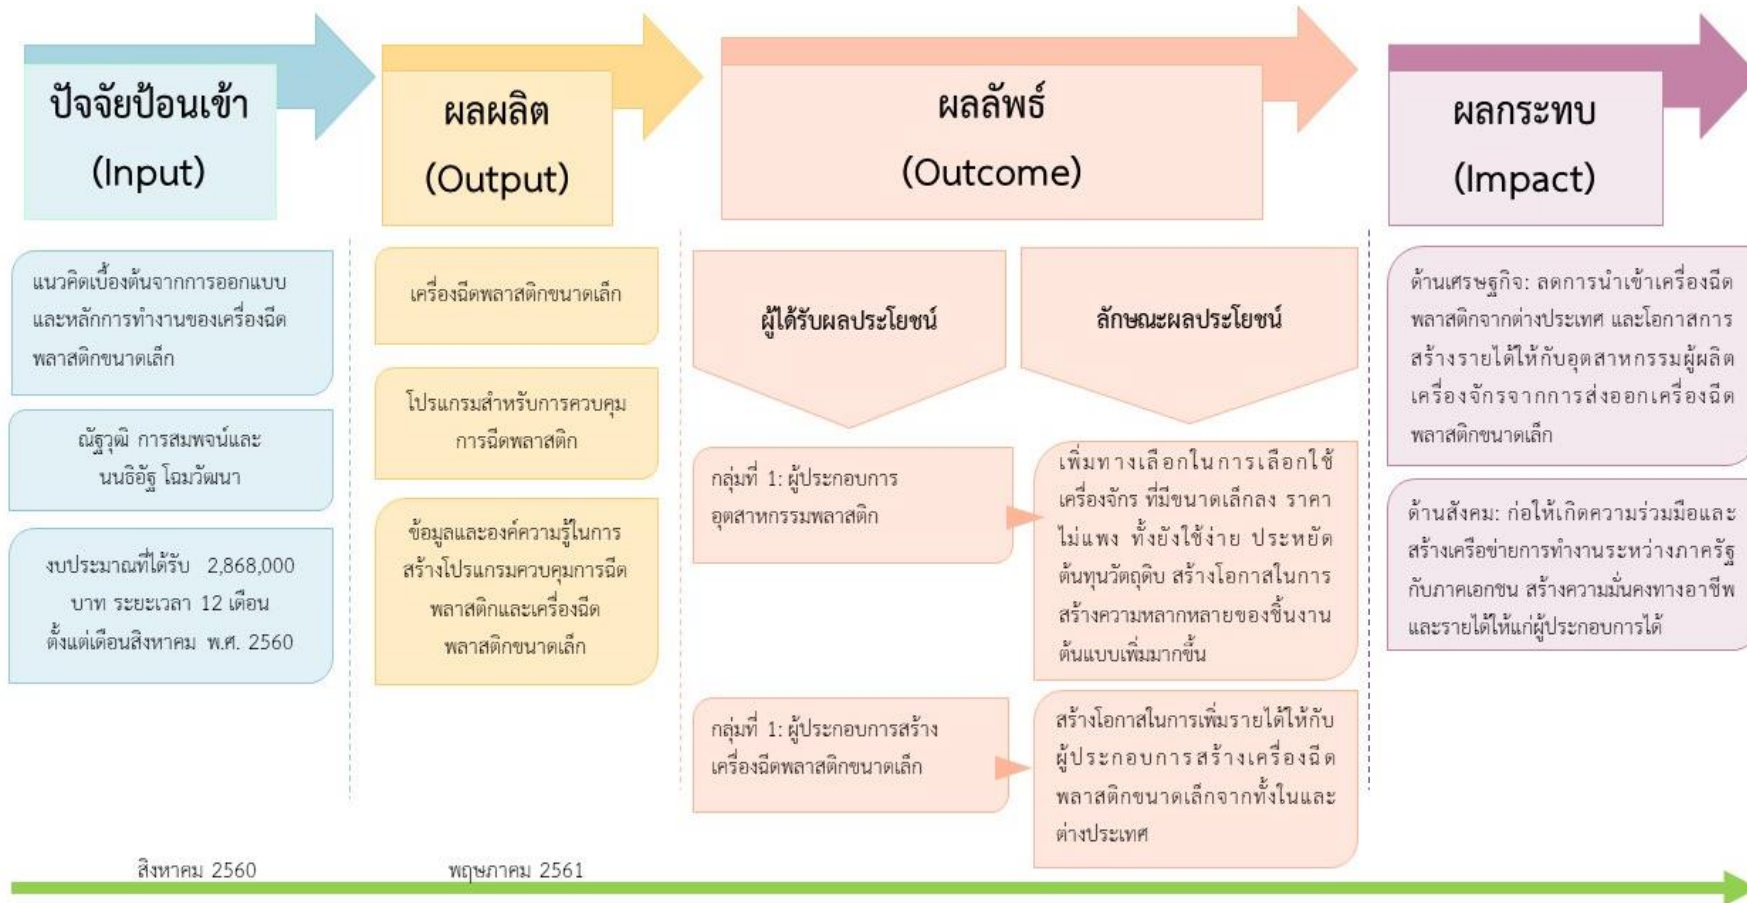 ปัจจัยป้อนเข้า
(Input)
แนวคิดเบื้องต้นจากการออกแบบ
และหลักการทำงานของเครื่องฉีด
พลาสติกขนาดเล็ก
ณัฐวุฒิ การสมพจน์และ
นนธิอัฐ โฉมวัฒนา
งบประมาณที่ได้รับ 2,868,000
บาท ระยะเวลา 12 เดือน
ตั้งแต่เดือนสิงหาคม พ.ศ. 2560
ผลผลิต
(Output)
เครื่องฉีดพลาสติกขนาดเล็ก
โปรแกรมสำหรับการควบคุม
การฉีดพลาสติก
ข้อมูลและองค์ความรู้ในการ
สร้างโปรแกรมควบคุมการฉีด
พลาสติกและเครื่องฉีด
พลาสติกขนาดเล็ก
ผลลัพธ์
(Outcome)
ผู้ได้รับผลประโยชน์
ลักษณะผลประโยชน์
กลุ่มที่ 1: ผู้ประกอบการ
อุตสาหกรรมพลาสติก
เพิ่มทางเลือกในการเลือกใช้
เครื่องจักร ที่มีขนาดเล็กลง ราคา
ไม่แพง ทั้งยังใช้ง่าย ประหยัด
ต้นทุนวัตถุดิบ สร้างโอกาสในการ
สร้างความหลากหลายของชิ้นงาน
ต้นแบบเพิ่มมากขึ้น
กลุ่มที่ 1: ผู้ประกอบการสร้าง
เครื่องฉีดพลาสติกขนาดเล็ก
สร้างโอกาสในการเพิ่มรายได้ให้กับ
ผู้ประกอบการสร้างเครื่องฉีด
พลาสติกขนาดเล็กจากทั้งในและ
ต่างประเทศ
ผลกระทบ
(Impact)
ด้านเศรษฐกิจ: ลดการนำเข้าเครื่องฉีด
พลาสติกจากต่างประเทศ และโอกาสการ
สร้างรายได้ให้กับอุตสาหกรรมผู้ผลิต
เครื่องจักรจากการส่งออกเครื่องฉีด
พลาสติกขนาดเล็ก
ด้านสังคม: ก่อให้เกิดความร่วมมือและ
สร้างเครือข่ายการทำงานระหว่างภาครัฐ
กับภาคเอกชน สร้างความมั่นคงทางอาชีพ
และรายได้ให้แก่ผู้ประกอบการได้
สิงหาคม 2560
พฤษภาคม 2561